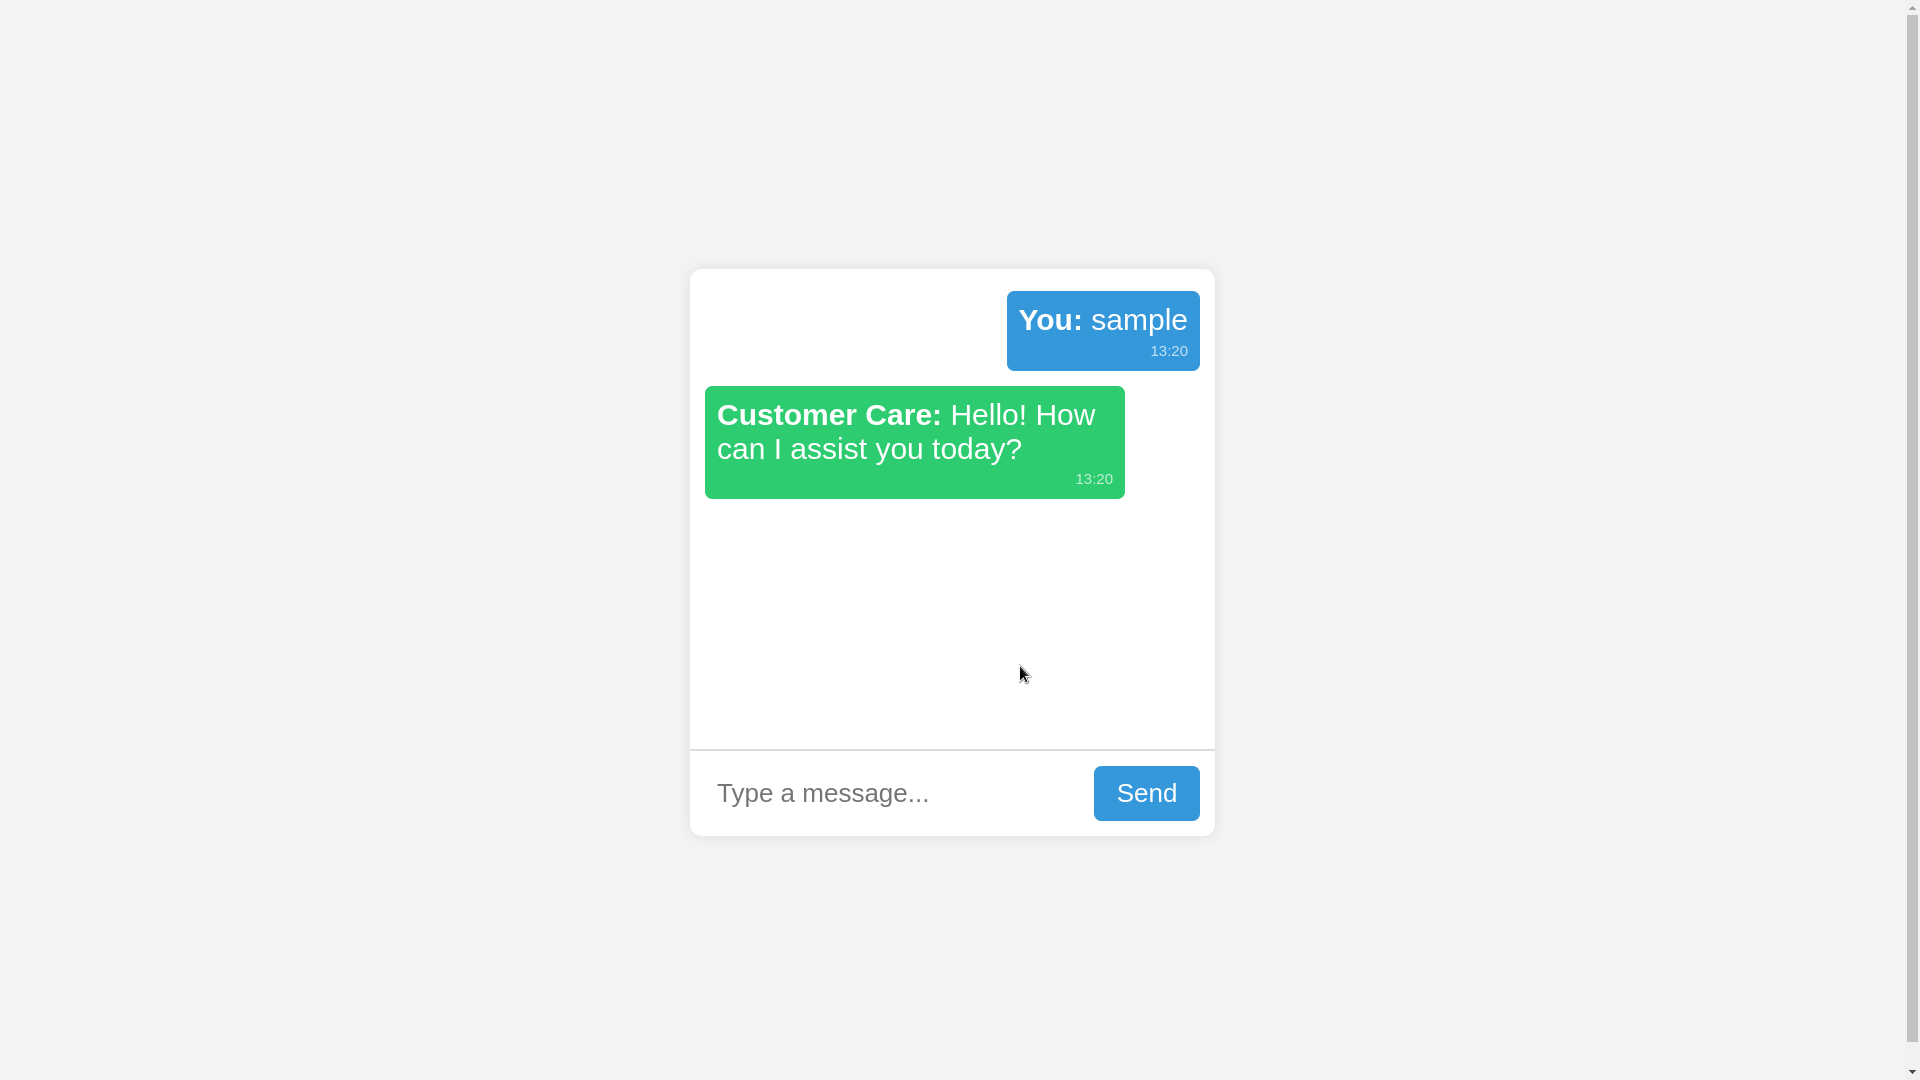 You: sample
13:20
Customer Care: Hello! How
can I assist you today?
13:20
Type a message...
Send